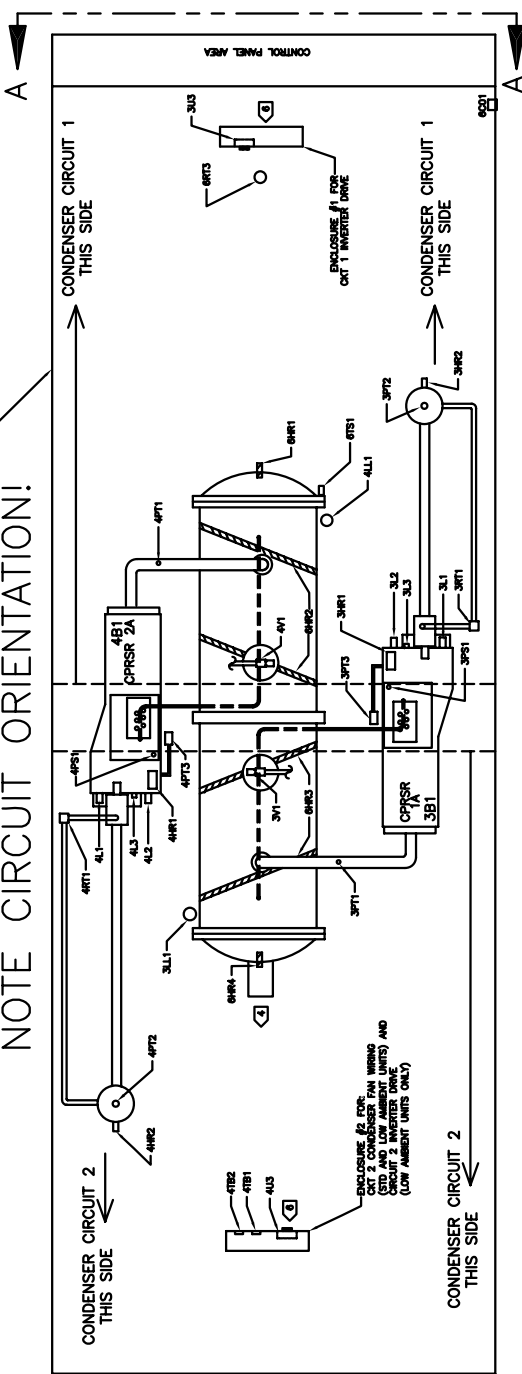 NOTE CIRCUIT ORIENTATION!
A
A
CONTROL PANEL AREA
CONDENSER CIRCUIT 1
THIS SIDE
CONDENSER CIRCUIT 1
THIS SIDE
CONDENSER CIRCUIT 2
THIS SIDE
CONDENSER CIRCUIT 2
THIS SIDE
4HR2
4PT2
4RT1
4L1
4L3
4L2
4HR1
4PS1
4PT3
4B1
CPRSR 2A
4PT1
4TB2
4TB1
4U3
6
ENCLOSURE #2 FOR:
CKT 2 CONDENSER FAN WIRING
(STD AND LOW AMBIENT UNITS) AND
CIRCUIT 2 INVERTER DRIVE
(LOW AMBIENT UNITS ONLY)
4
6HR4
3LL1
3PT1
3V1
6HR3
4V1
6HR2
6HR1
6TS1
4LL1
CPRSR
1A
3B1
3PT3
3HR1
3L2
3L3
3L1
3PS1
3RT1
3PT2
3HR2
6RT3
3U3
6
ENCLOSURE #1 FOR:
CKT 1 INVERTER DRIVE
6CO1